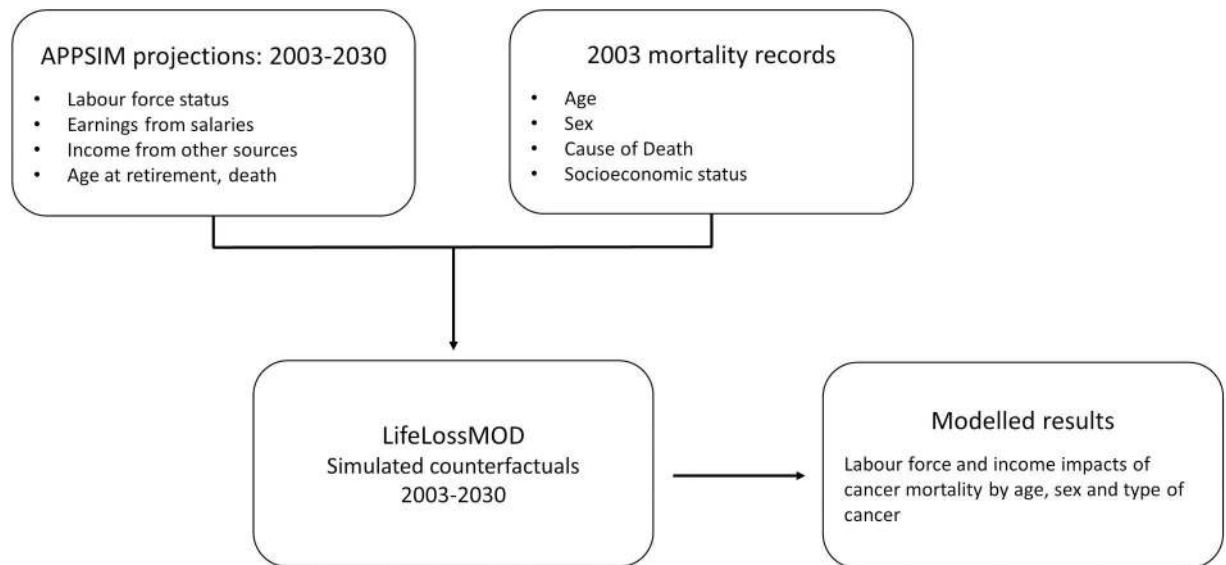 APPSIM projections: 2003-2030
• Labour force status
• Earnings from salaries
• Income from other sources
• Age at retirement, death
2003 mortality records
• Age
• Sex
• Cause of Death
• Socioeconomic status
LifeLossMOD
Simulated counterfactuals
2003-2030
Modelled results
Labour force and income impacts of
cancer mortality by age, sex and type of
cancer